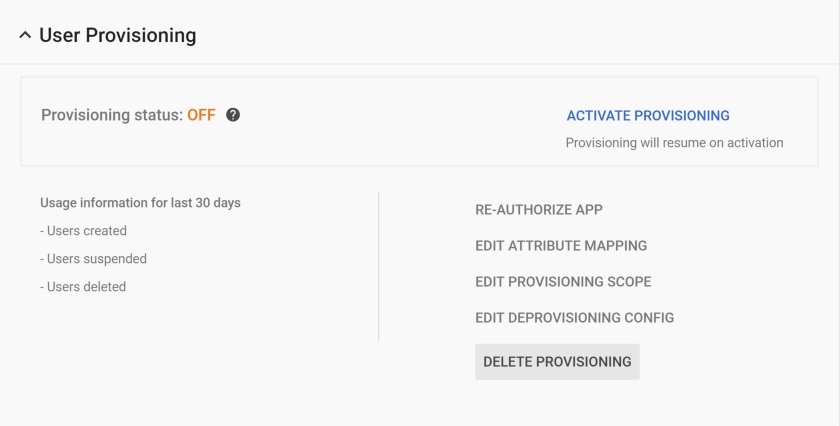 User Provisioning
Provisioning status: OFF
ACTIVATE PROVISIONING
Provisioning will resume on activation
Usage information for last 30 days
- Users created
- Users suspended
- Users deleted
RE-AUTHORIZE APP
EDIT ATTRIBUTE MAPPING
EDIT PROVISIONING SCOPE
EDIT DEPROVISIONING CONFIG
DELETE PROVISIONING